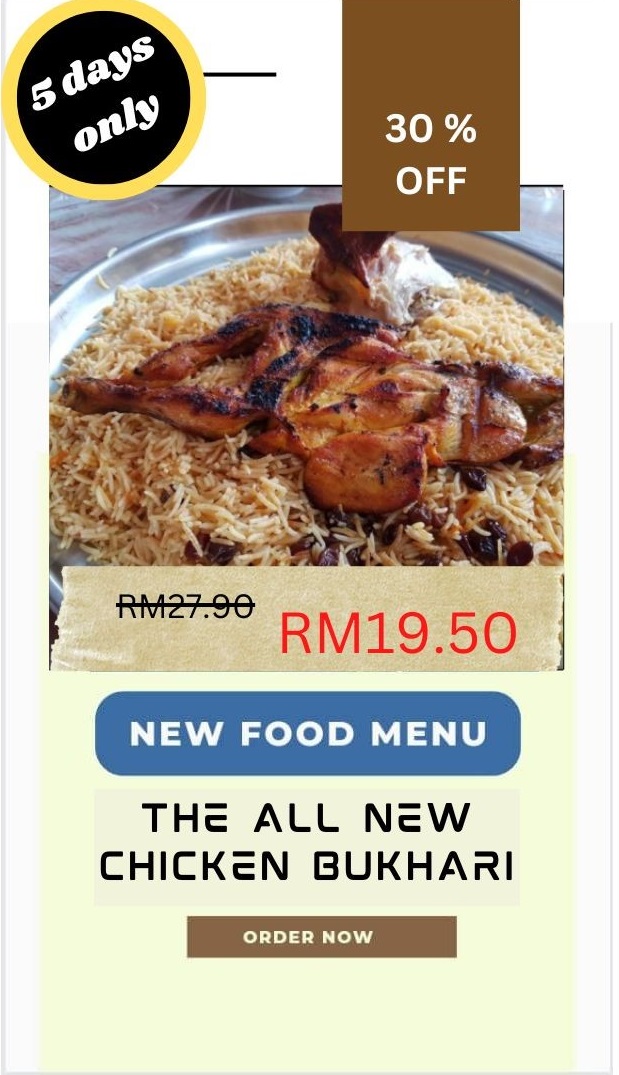 5 days
only
30 %
OFF
RM27.90
RM19.50
NEW FOOD MENU
THE ALL NEW
CHICKEN BUKHARI
ORDER NOW